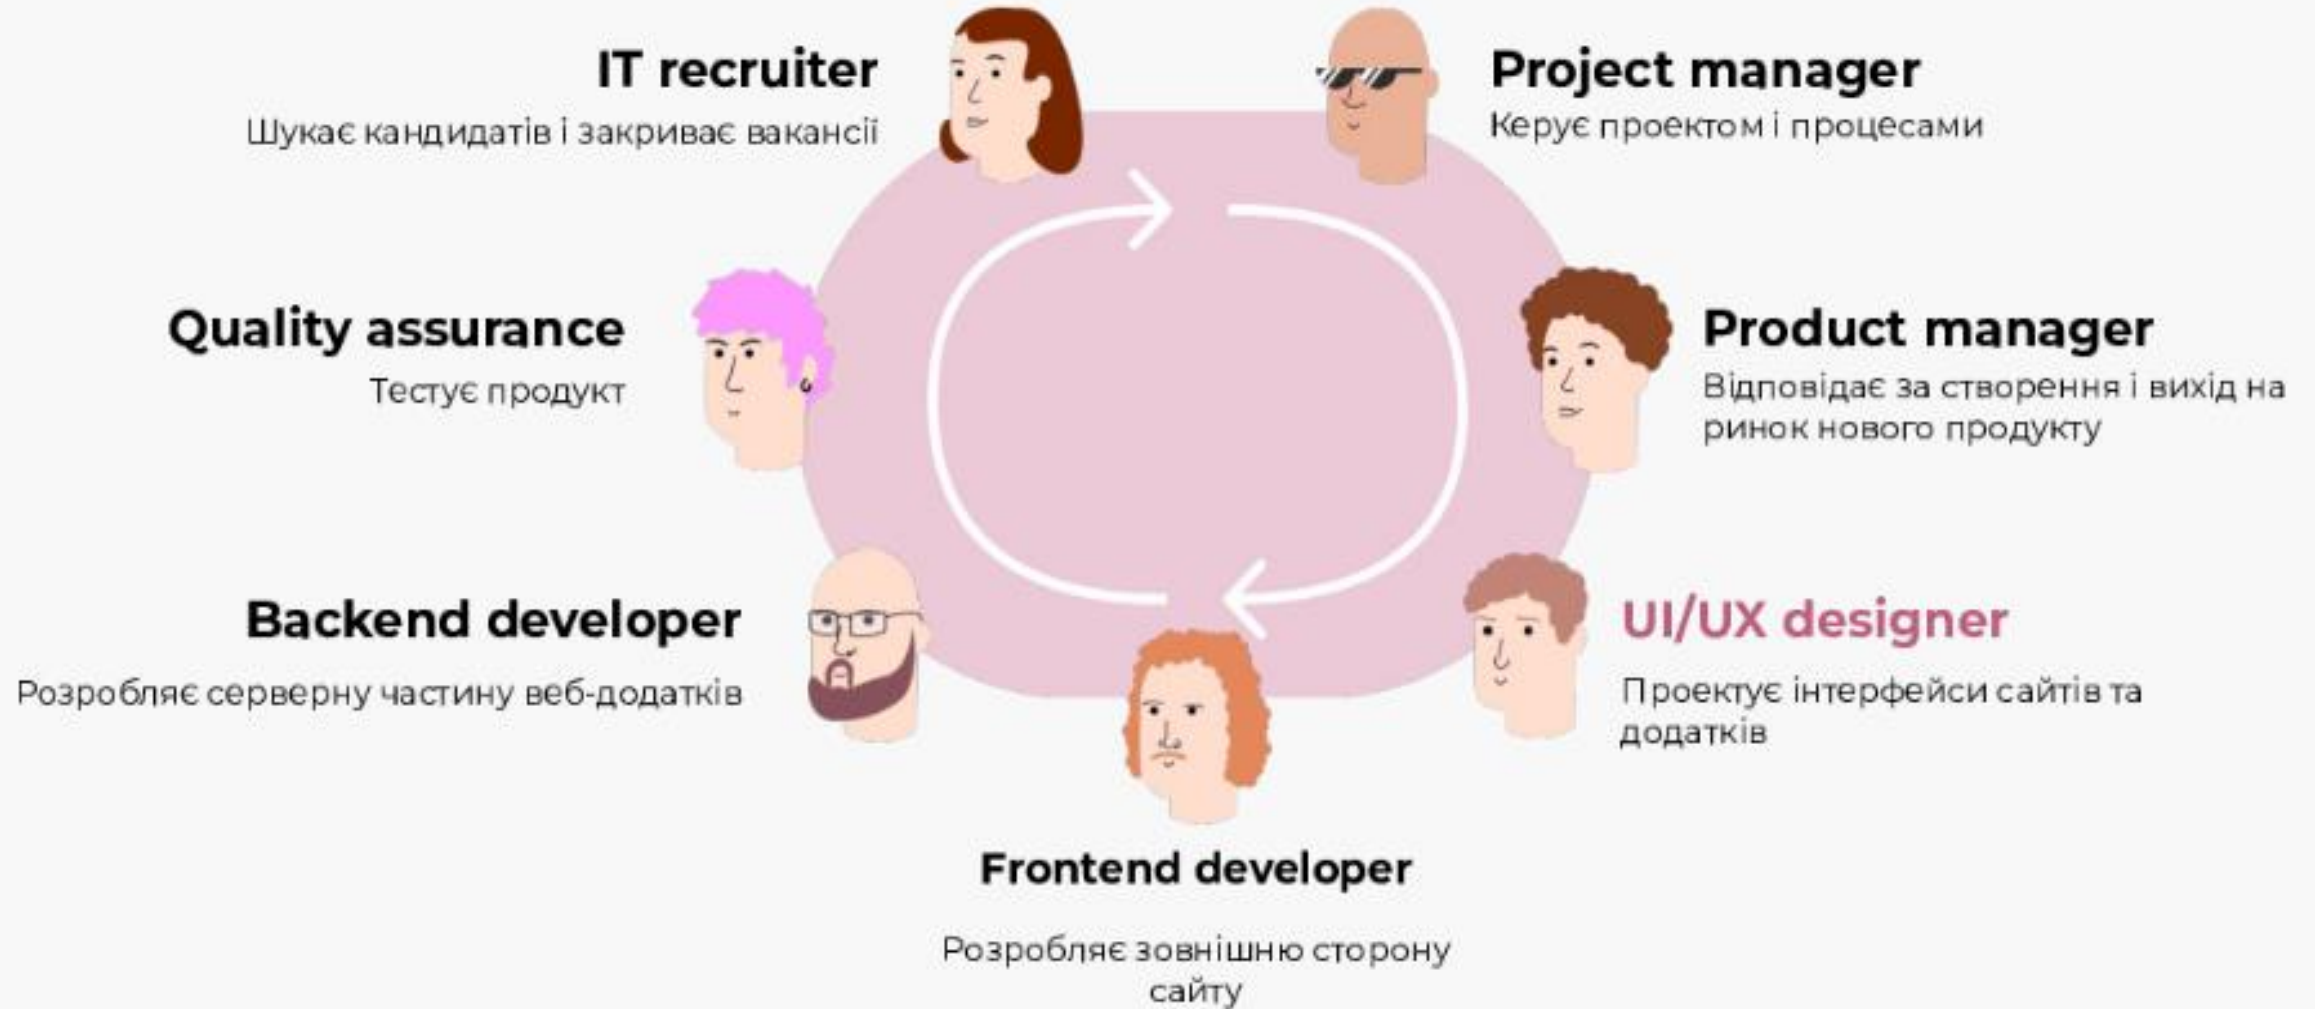 IT recruiter
Шукає кандидатів і закриває вакансії
Project manager
Керує проектом і процесами
Quality assurance
Тестує продукт
Product manager
Відповідає за створення і вихід на
ринок нового продукту
Backend developer
Розробляє серверну частину веб-додатків
UI/UX designer
Проектує інтерфейси сайтів та
додатків
Frontend developer
Розробляє зовнішню сторону
сайту